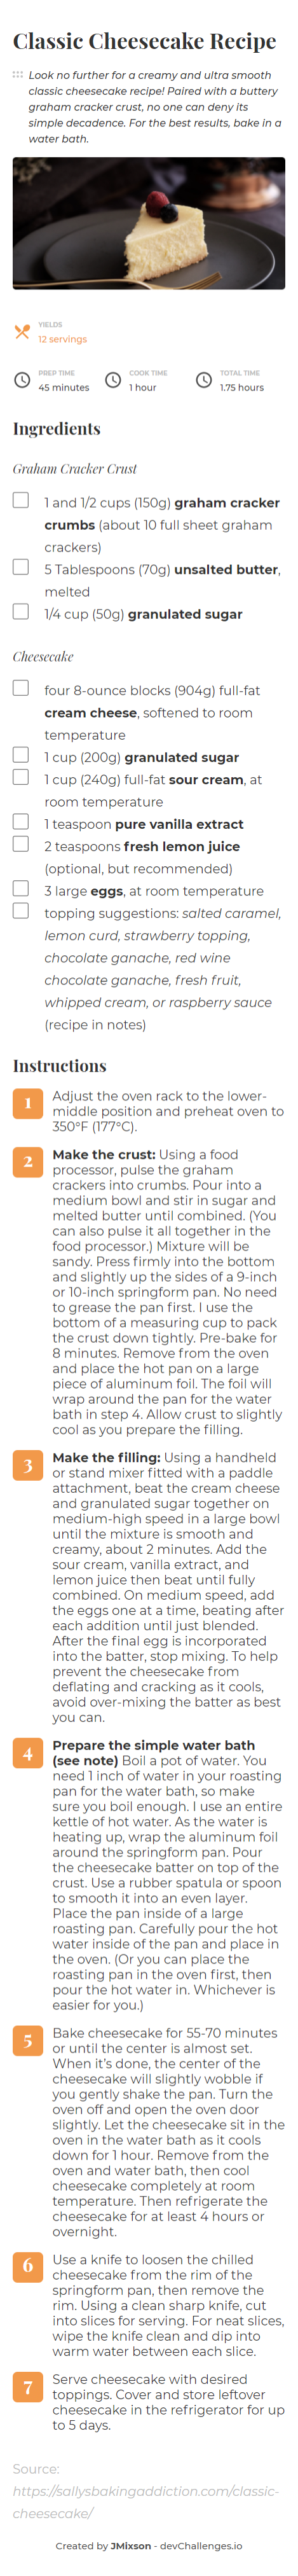 Classic Cheesecake Recipe
Look no further for a creamy and ultra smooth
classic cheesecake recipe! Paired with a buttery
graham cracker crust, no one can deny its
simple decadence. For the best results, bake in a
water bath.
YIELDS
12 servings
PREP TIME
45 minutes
COOK TIME
1 hour
TOTAL TIME
1.75 hours
Ingredients
Graham Cracker Crust
1 and 1/2 cups (150g) graham cracker
crumbs (about 10 full sheet graham
crackers)
5 Tablespoons (70g) unsalted butter,
melted
1/4 cup (50g) granulated sugar
Cheesecake
four 8-ounce blocks (904g) full-fat
cream cheese, softened to room
temperature
1 cup (200g) granulated sugar
1 cup (240g) full-fat sour cream, at
room temperature
1 teaspoon pure vanilla extract
2 teaspoons fresh lemon juice
(optional, but recommended)
3 large eggs, at room temperature
topping suggestions: salted caramel,
lemon curd, strawberry topping,
chocolate ganache, red wine
chocolate ganache, fresh fruit,
whipped cream, or raspberry sauce
(recipe in notes)
Instructions
1 Adjust the oven rack to the lower-
middle position and preheat oven to
350°F (177°C).
2 Make the crust: Using a food
processor, pulse the graham
crackers into crumbs. Pour into a
medium bowl and stir in sugar and
melted butter until combined. (You
can also pulse it all together in the
food processor.) Mixture will be
sandy. Press firmly into the bottom
and slightly up the sides of a 9-inch
or 10-inch springform pan. No need
to grease the pan first. I use the
bottom of a measuring cup to pack
the crust down tightly. Pre-bake for
8 minutes. Remove from the oven
and place the hot pan on a large
piece of aluminum foil. The foil will
wrap around the pan for the water
bath in step 4. Allow crust to slightly
cool as you prepare the filling.
3 Make the filling: Using a handheld
or stand mixer fitted with a paddle
attachment, beat the cream cheese
and granulated sugar together on
medium-high speed in a large bowl
until the mixture is smooth and
creamy, about 2 minutes. Add the
sour cream, vanilla extract, and
lemon juice then beat until fully
combined. On medium speed, add
the eggs one at a time, beating after
each addition until just blended.
After the final egg is incorporated
into the batter, stop mixing. To help
prevent the cheesecake from
deflating and cracking as it cools,
avoid over-mixing the batter as best
you can.
4 Prepare the simple water bath
(see note) Boil a pot of water. You
need 1 inch of water in your roasting
pan for the water bath, so make
sure you boil enough. I use an entire
kettle of hot water. As the water is
heating up, wrap the aluminum foil
around the springform pan. Pour
the cheesecake batter on top of the
crust. Use a rubber spatula or spoon
to smooth it into an even layer.
Place the pan inside of a large
roasting pan. Carefully pour the hot
water inside of the pan and place in
the oven. (Or you can place the
roasting pan in the oven first, then
pour the hot water in. Whichever is
easier for you.)
5 Bake cheesecake for 55-70 minutes
or until the center is almost set.
When it's done, the center of the
cheesecake will slightly wobble if
you gently shake the pan. Turn the
oven off and open the oven door
slightly. Let the cheesecake sit in the
oven in the water bath as it cools
down for 1 hour. Remove from the
oven and water bath, then cool
cheesecake completely at room
temperature. Then refrigerate the
cheesecake for at least 4 hours or
overnight.
6 Use a knife to loosen the chilled
cheesecake from the rim of the
springform pan, then remove the
rim. Using a clean sharp knife, cut
into slices for serving. For neat slices,
wipe the knife clean and dip into
warm water between each slice.
7 Serve cheesecake with desired
toppings. Cover and store leftover
cheesecake in the refrigerator for up
to 5 days.
Source:
https://sallysbakingaddiction.com/classic-
cheesecake/
Created by JMixson - devChallenges.io